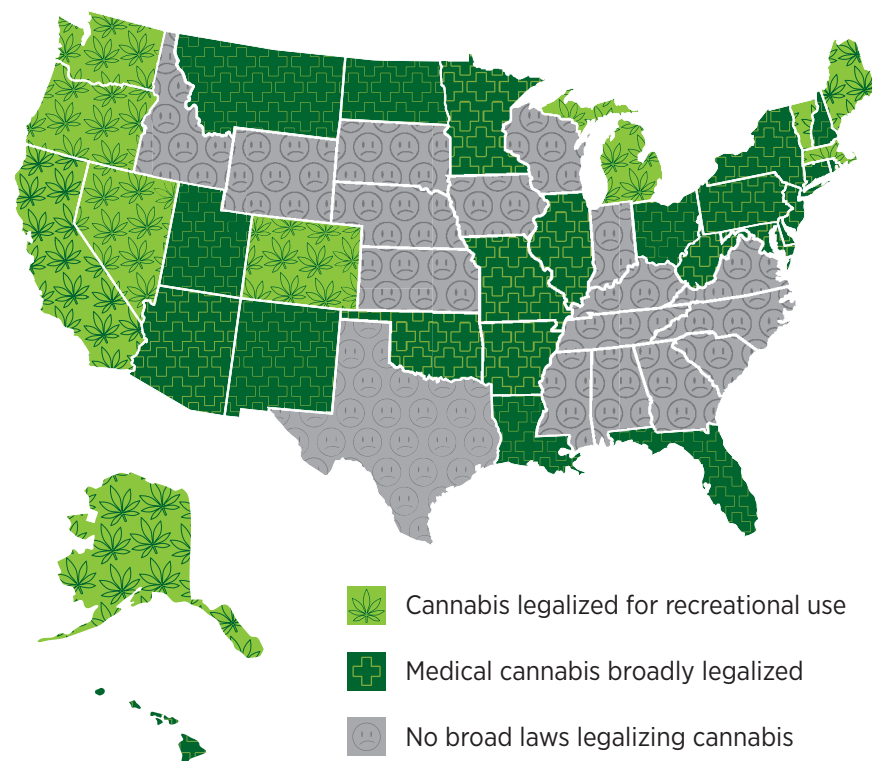 Cannabis legalized for recreational use
Medical cannabis broadly legalized
No broad laws legalizing cannabis